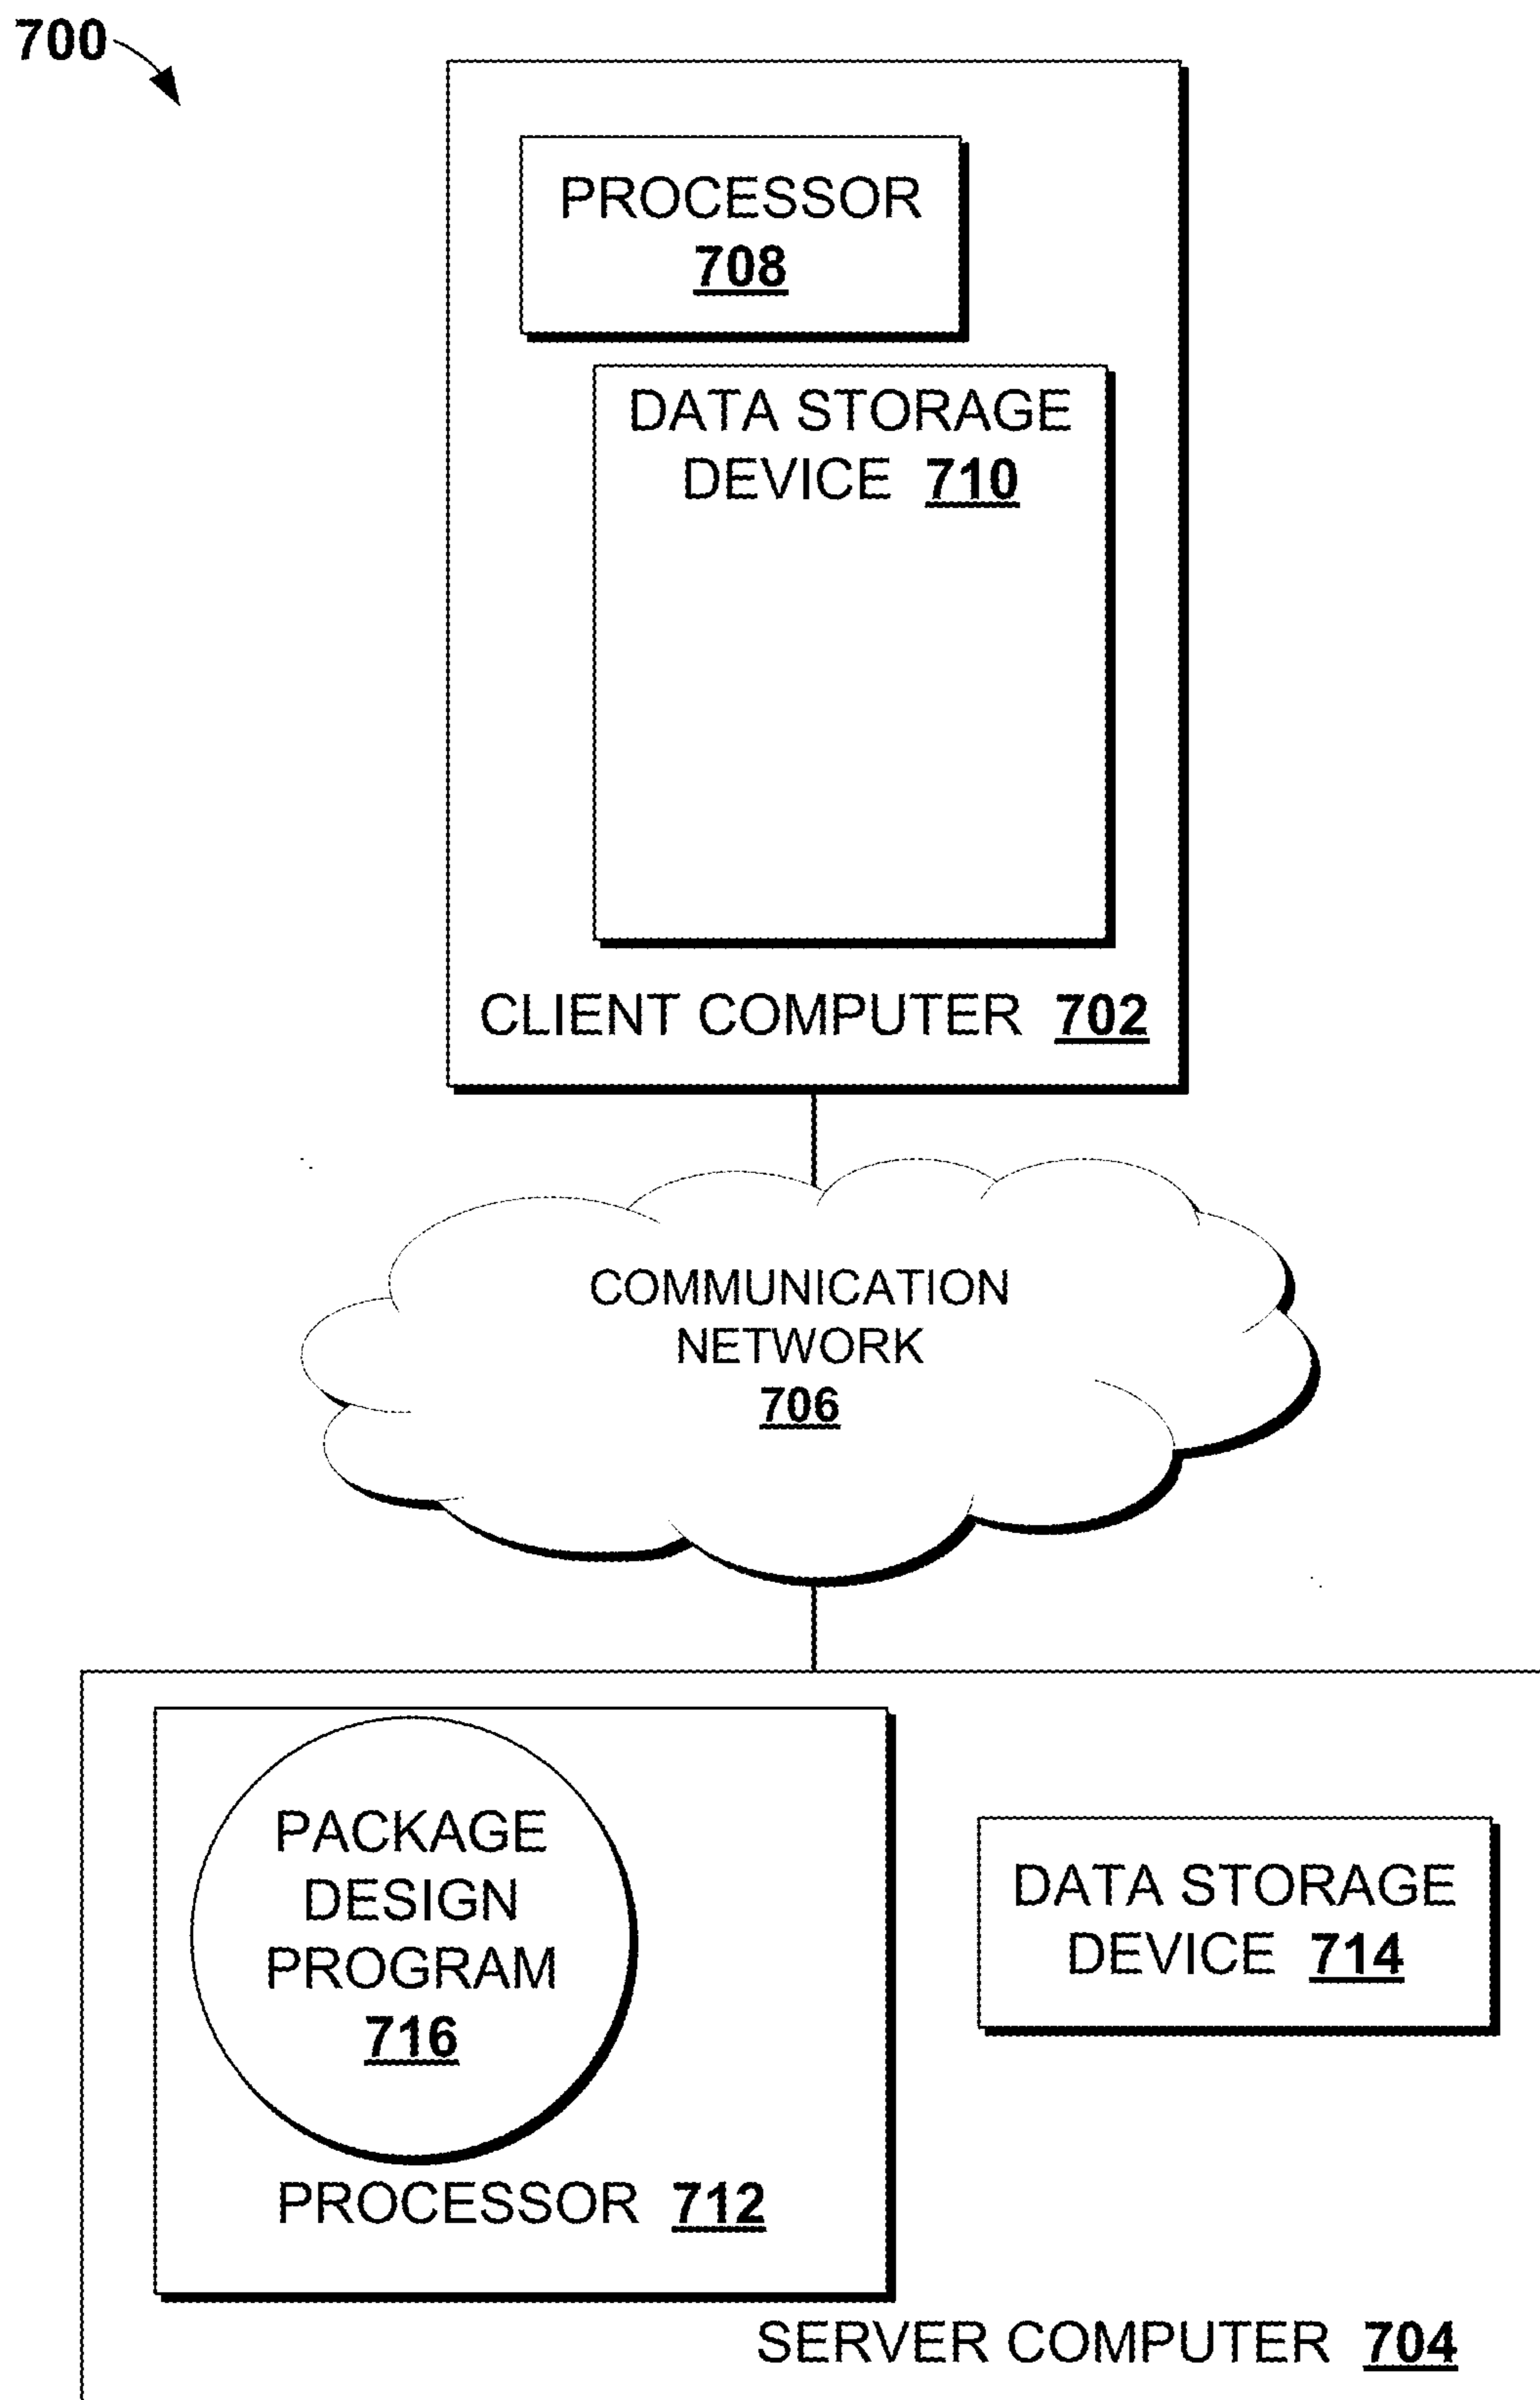 700
PROCESSOR
708
DATA STORAGE
DEVICE 710
CLIENT COMPUTER 702
COMMUNICATION
NETWORK
706
PACKAGE
DESIGN
PROGRAM
716
PROCESSOR 712
DATA STORAGE
DEVICE 714
SERVER COMPUTER 704